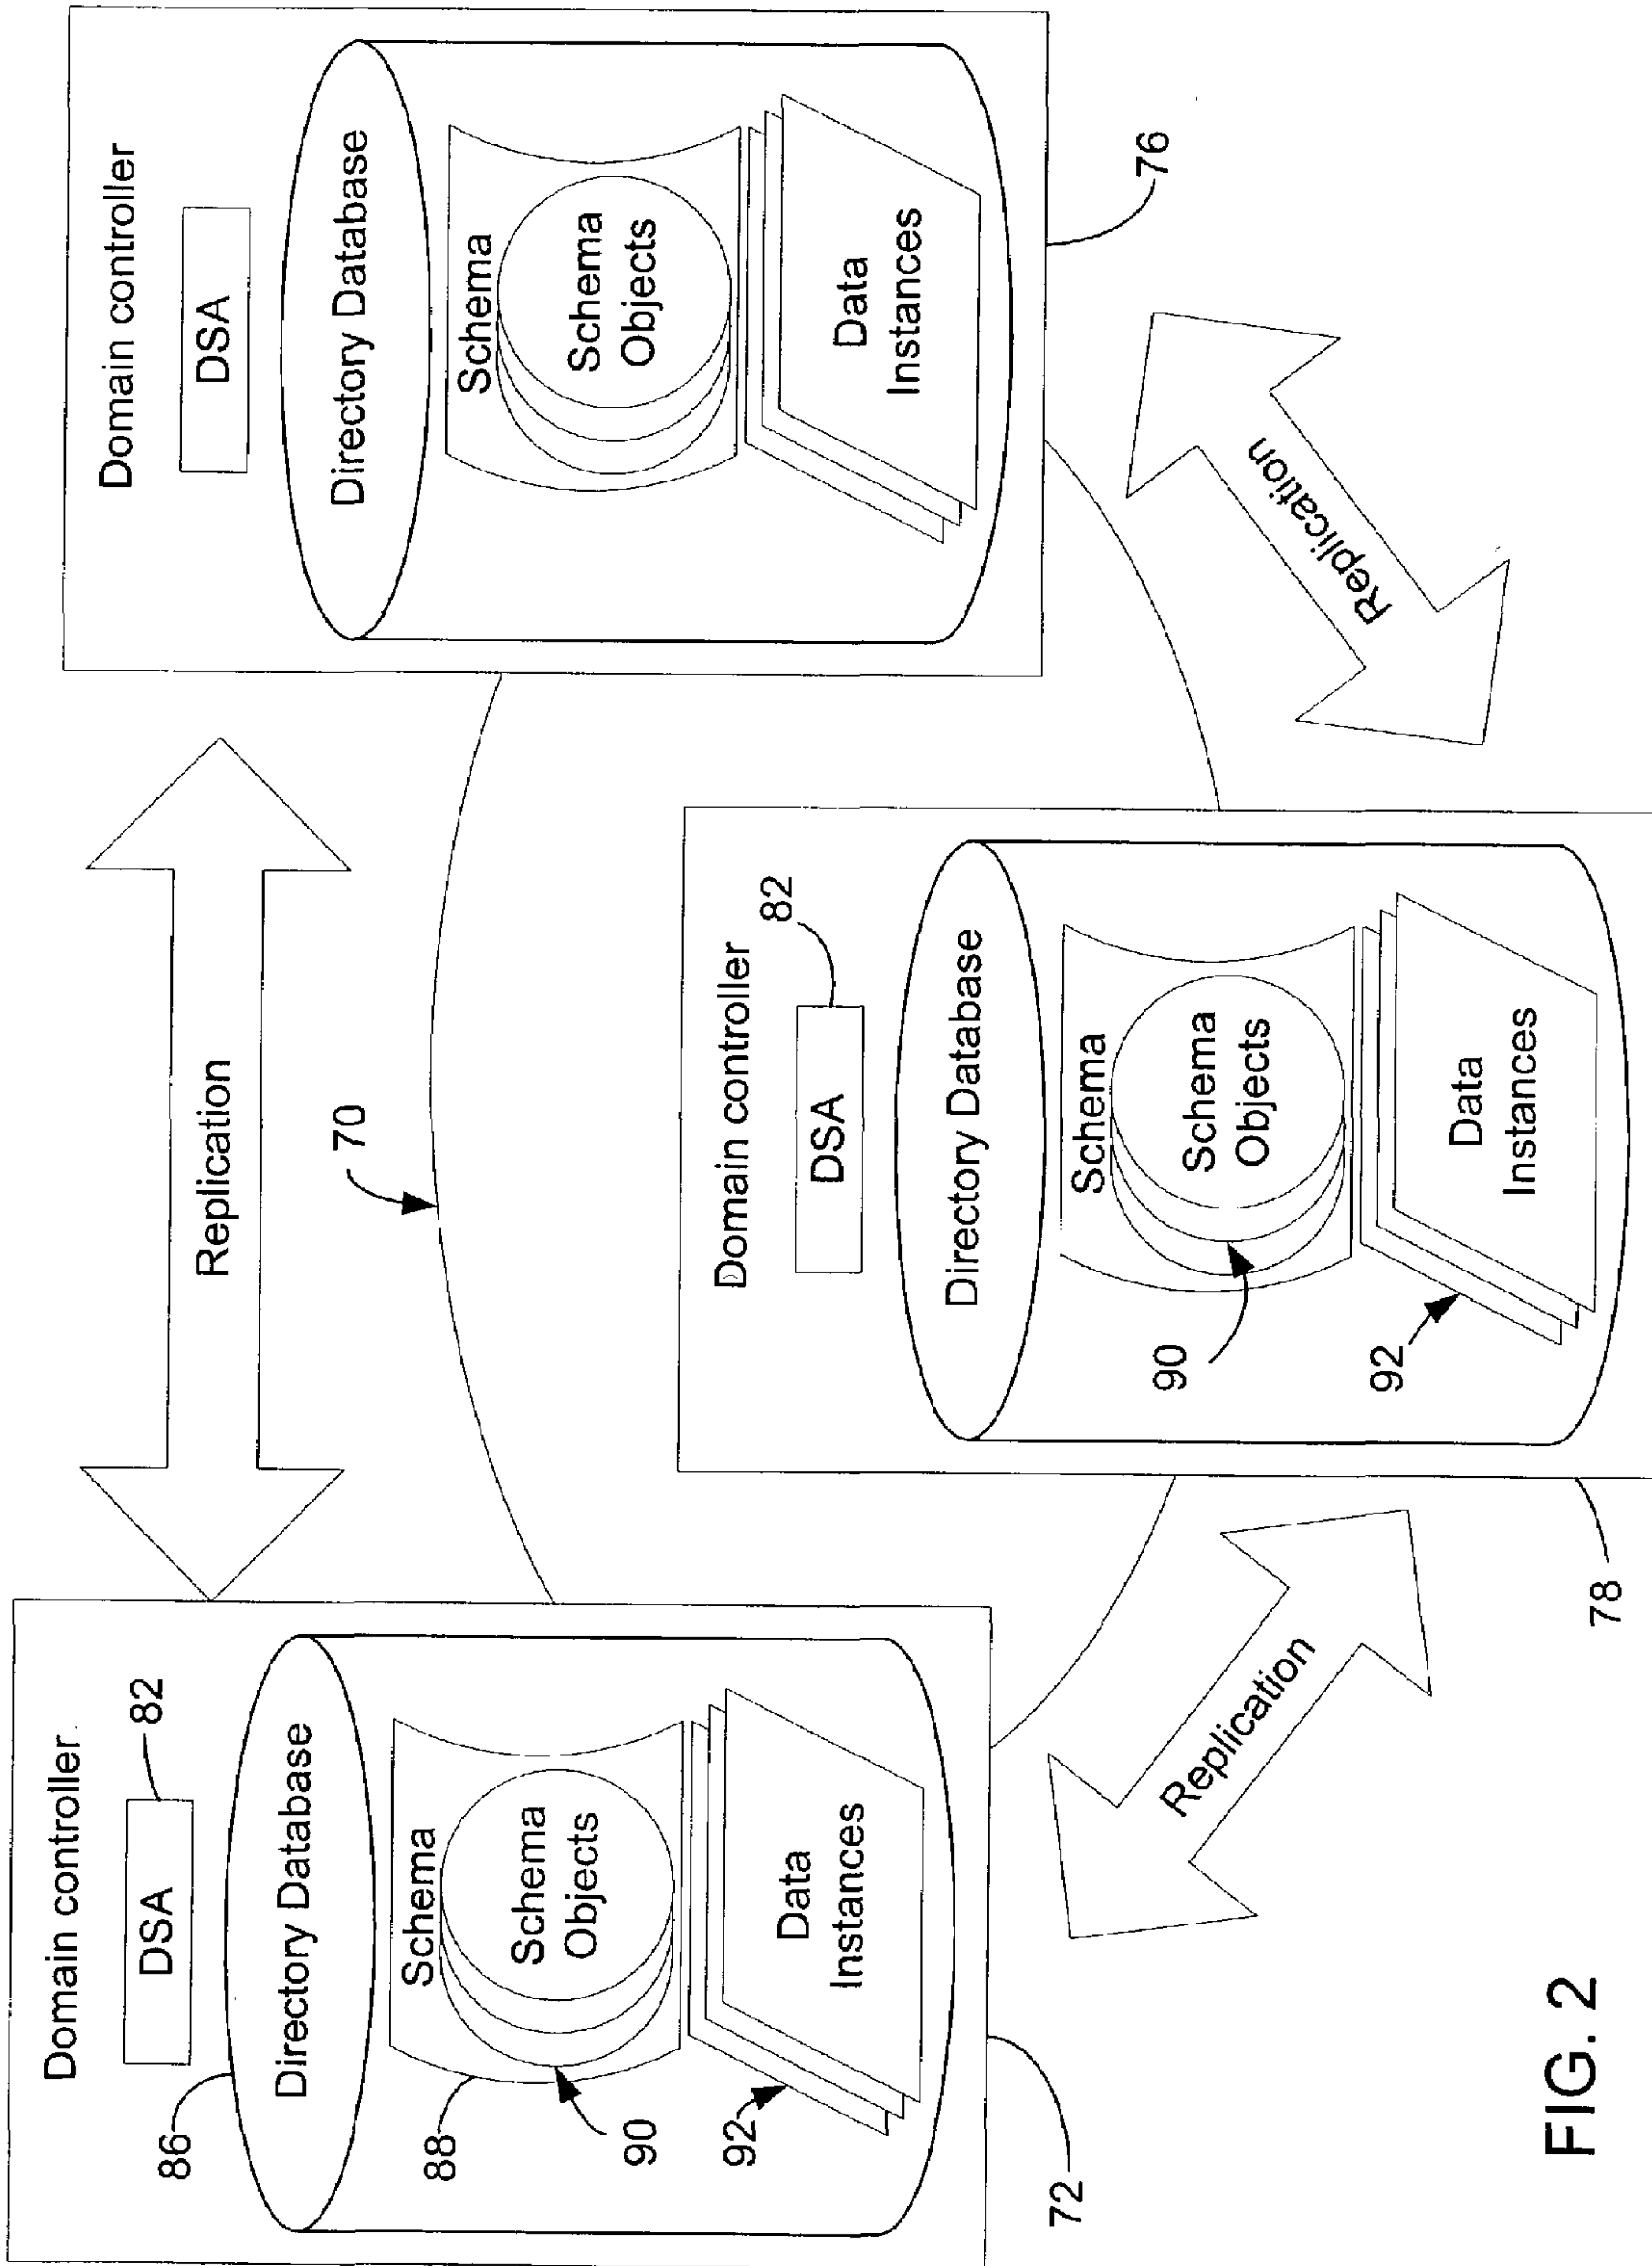 Domain controller
82
DSA
86
Directory Database
88
Schema
Schema
Objects
90
92
Data
Instances
72
Replication
70
Domain controller
DSA
Directory Database
Schema
Schema
Objects
Data
Instances
76
Domain controller
82
DSA
Directory Database
Schema
Schema
Objects
90
92
Data
Instances
78
Replication
Replication
FIG. 2